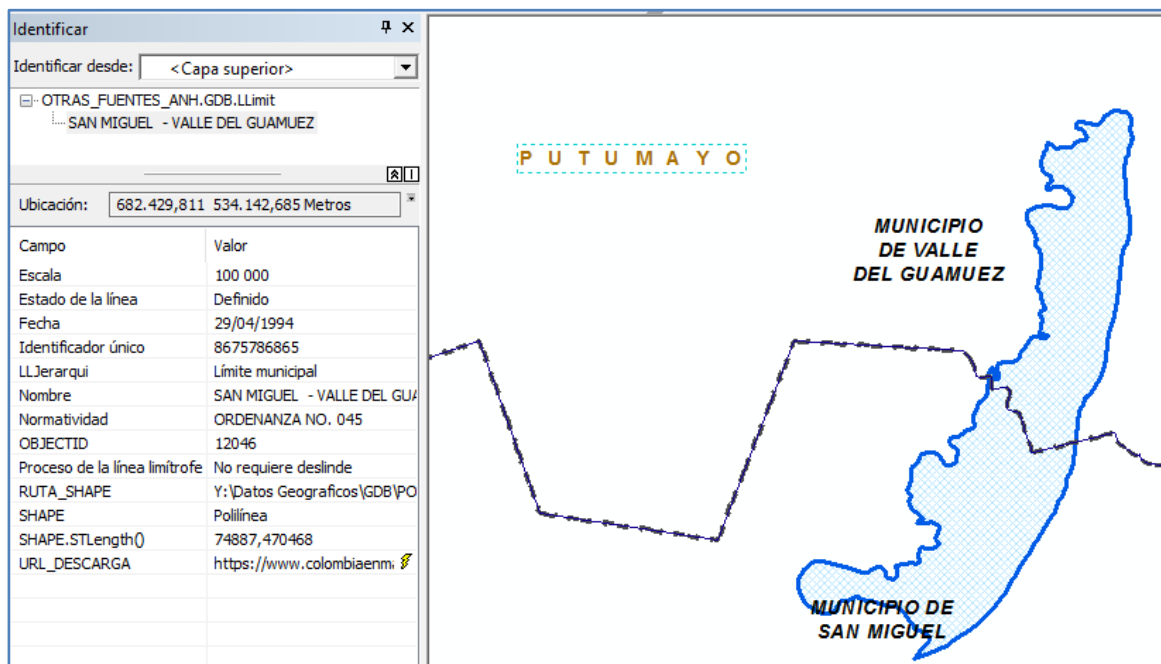 Identificar
Identificar desde: <Capa superior>
OTRAS_FUENTES_ANH.GDB.LLimit
SAN MIGUEL - VALLE DEL GUAMUEZ
Ubicación: 682.429,811 534.142,685 Metros
Campo Valor
Escala 100 000
Estado de la línea Definido
Fecha 29/04/1994
Identificador único 8675786865
LLJerarqui Límite municipal
Nombre SAN MIGUEL - VALLE DEL GUA
Normatividad ORDENANZA NO. 045
OBJECTID 12046
Proceso de la línea limítrofe No requiere deslinde
RUTA_SHAPE Y:\Datos Geograficos\GDB\PO
SHAPE Polilínea
SHAPE.STLength() 74887,470468
URL_DESCARGA https://www.colombiaenm
P U T U M A Y O
MUNICIPIO
DE VALLE
DEL GUAMUEZ
MUNICIPIO DE
SAN MIGUEL